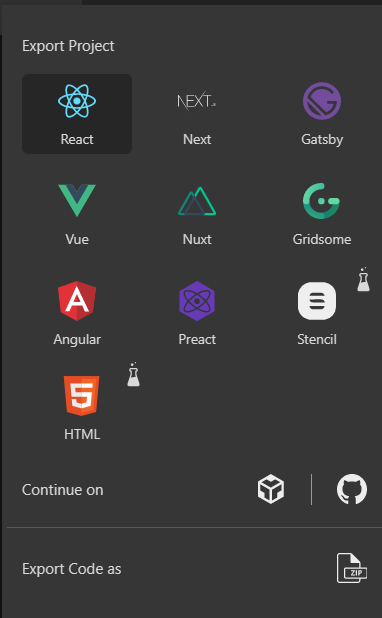 Export Project
NEXT.JS
React
Next
Gatsby
Vue
Nuxt
Gridsome
Angular
Preact
Stencil
HTML
Continue on
Export Code as
ZIP